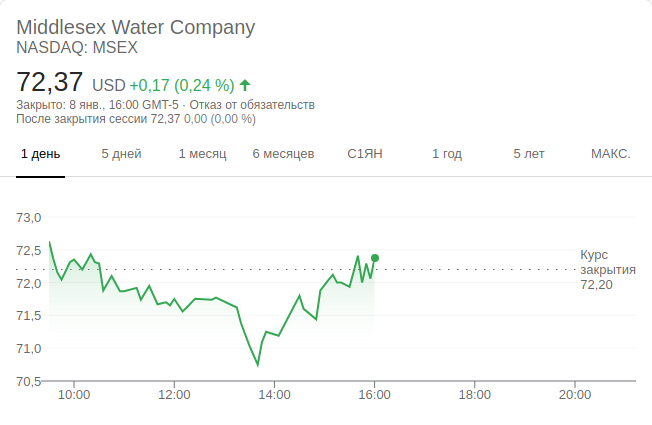 Middlesex Water Company
NASDAQ: MSEX
72,37 USD +0,17 (0,24 %)
Закрыто: 8 янв., 16:00 GMT-5 · Отказ от обязательств
После закрытия сессии 72,37 0,00 (0,00 %)
1 день 5 дней 1 месяц 6 месяцев С1ЯН 1 год 5 лет МАКС.
73,0
72,5
Курс
закрытия
72,20
72,0
71,5
71,0
70,5
10:00 12:00 14:00 16:00 18:00 20:00